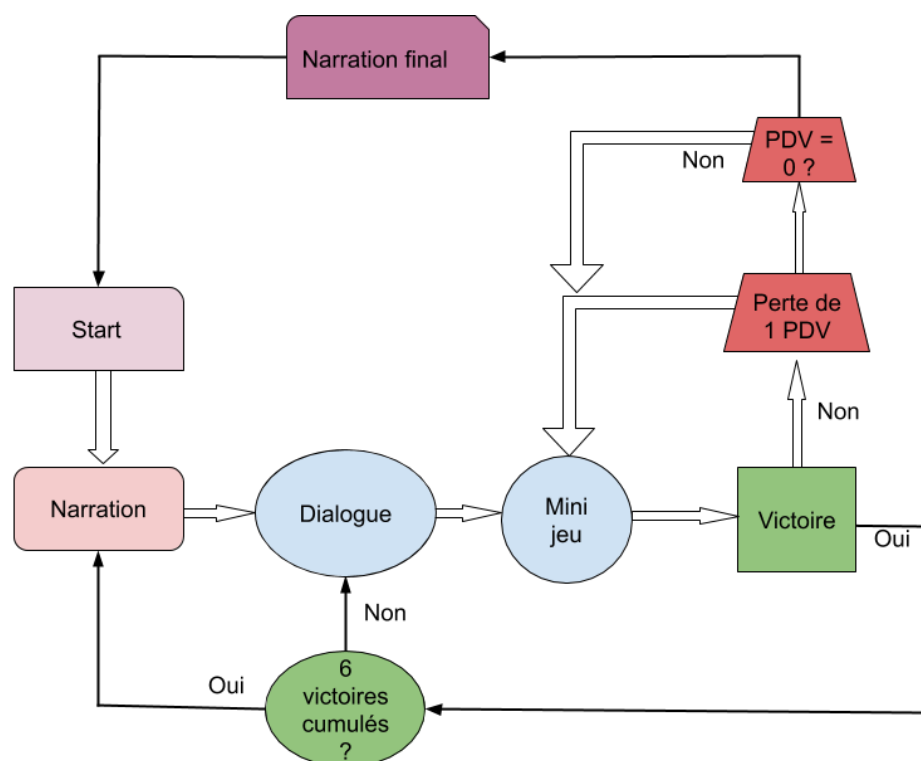 Narration final
PDV =
0 ?
Non
Start
Perte de
1 PDV
Non
Narration
Dialogue
Mini
jeu
Victoire
Oui
Non
Oui
6
victoires
cumulés
?